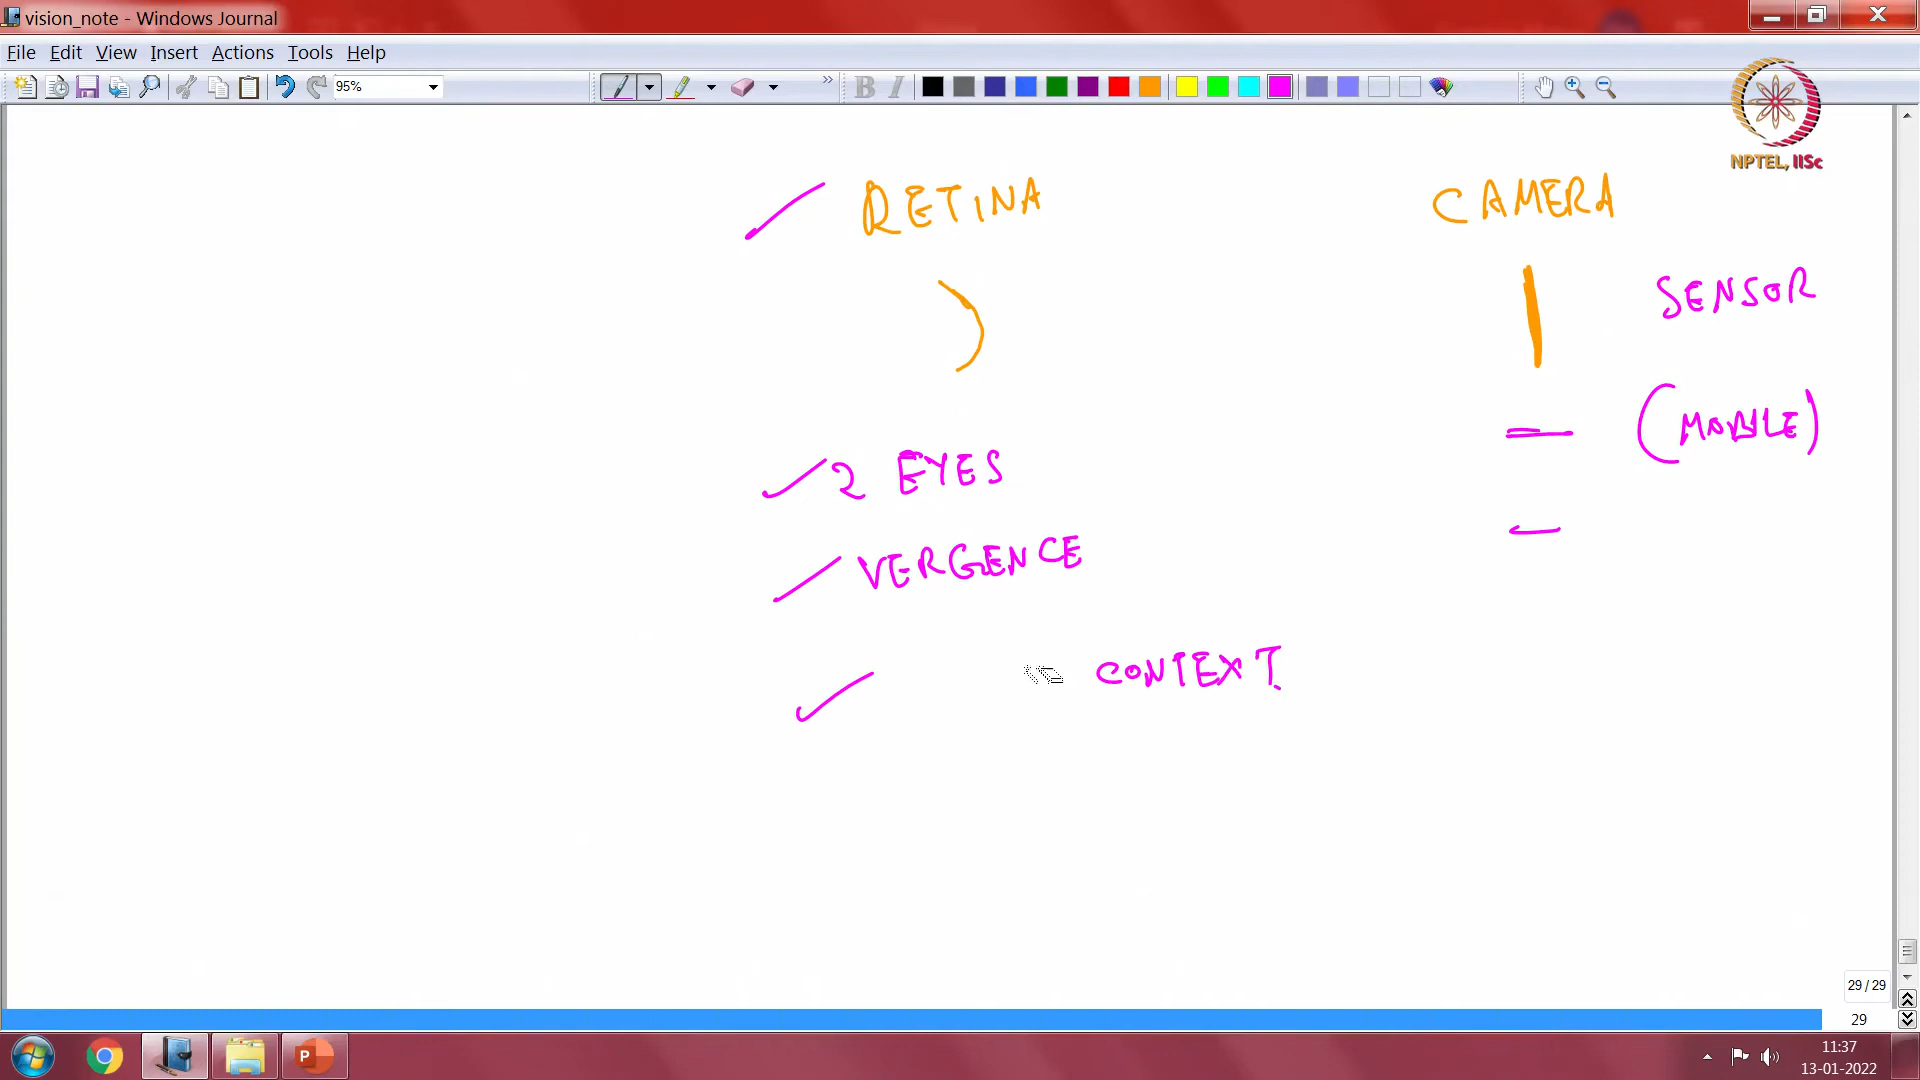 vision_note - Windows Journal
File Edit View Insert Actions Tools Help
95% B I
NPTEL, IISc
RETINA CAMERA
SENSOR
(MOBILE)
2 EYES
VERGENCE
CONTEXT
29 / 29
29
P
11:37
13-01-2022